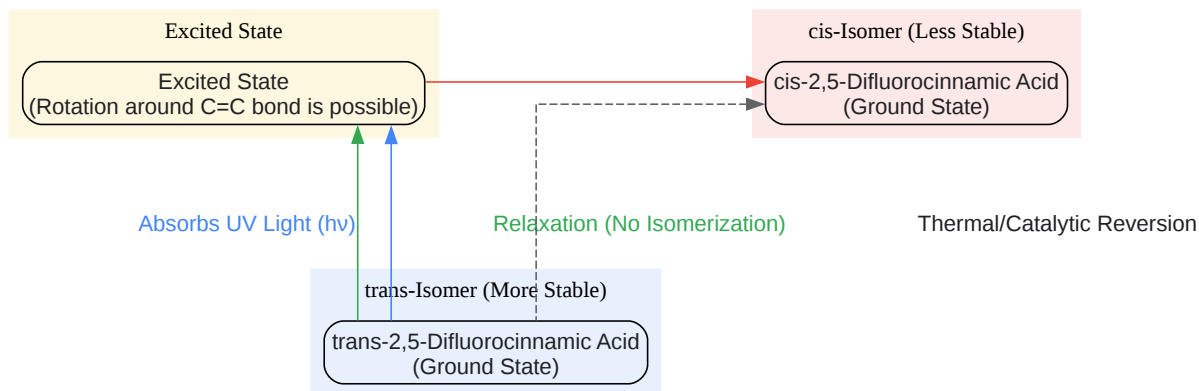 Excited State
Excited State
(Rotation around C=C bond is possible)
cis-Isomer (Less Stable)
cis-2,5-Difluorocinnamic Acid
(Ground State)
Absorbs UV Light (hν)
Relaxation (No Isomerization)
Thermal/Catalytic Reversion
trans-Isomer (More Stable)
trans-2,5-Difluorocinnamic Acid
(Ground State)